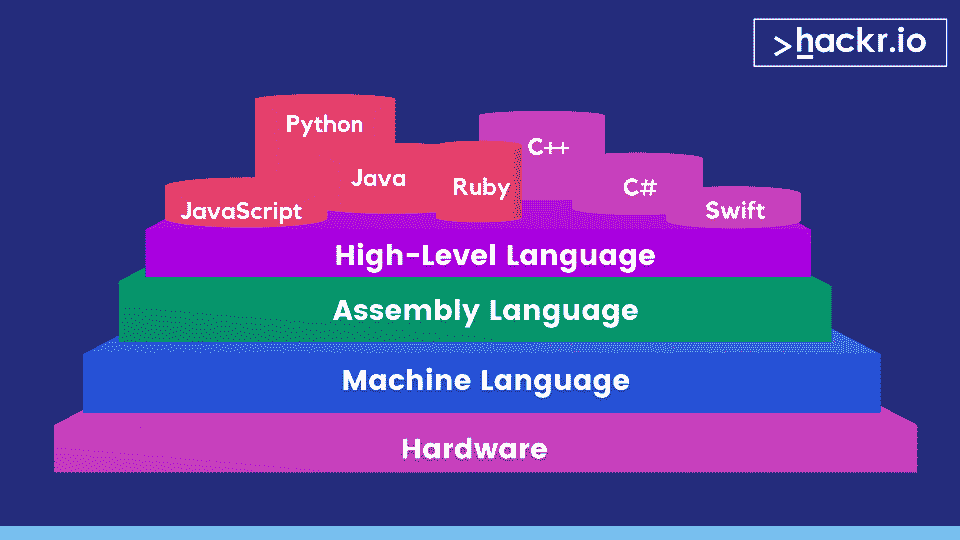 >hackr.io
Python
C++
Java
Ruby
C#
JavaScript
Swift
High-Level Language
Assembly Language
Machine Language
Hardware